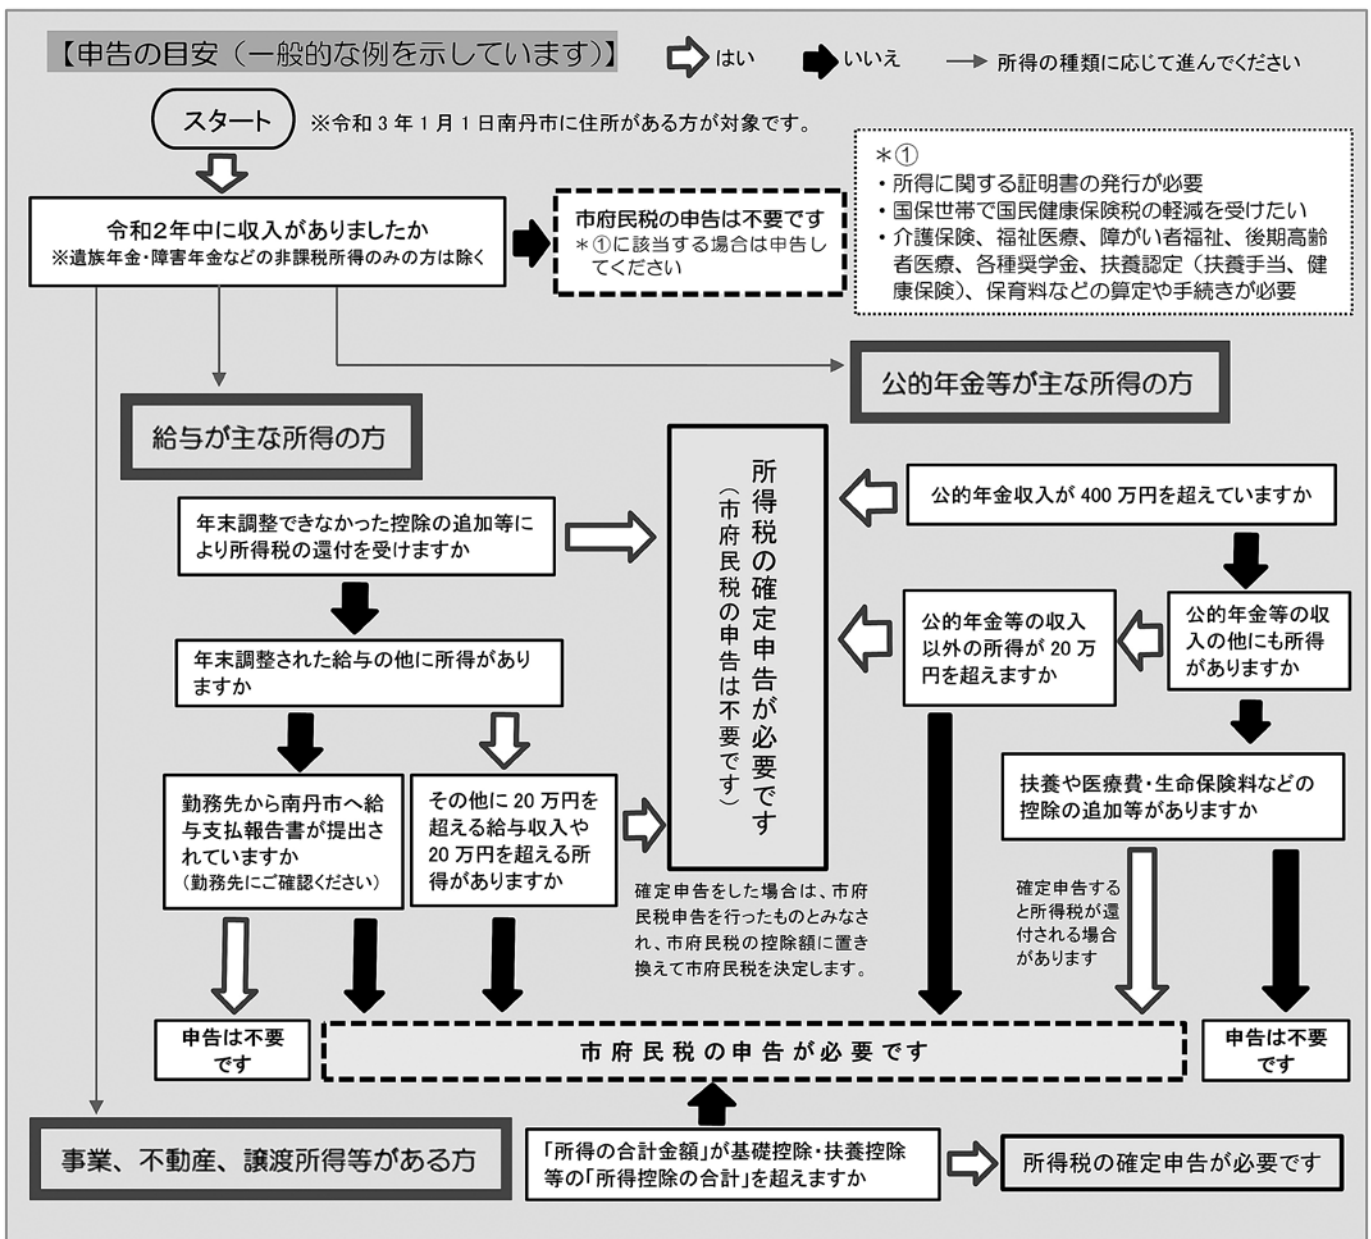 【申告の目安（一般的な例を示しています）】
はい
いいえ
所得の種類に応じて進んでください
スタート
※令和３年１月１日南丹市に住所がある方が対象です。
令和２年中に収入がありましたか
※遺族年金・障害年金などの非課税所得のみの方は除く
市府民税の申告は不要です
＊①に該当する場合は申告し
てください
＊①
・所得に関する証明書の発行が必要
・国保世帯で国民健康保険税の軽減を受けたい
・介護保険、福祉医療、障がい者福祉、後期高齢
者医療、各種奨学金、扶養認定（扶養手当、健
康保険）、保育料などの算定や手続きが必要
公的年金等が主な所得の方
給与が主な所得の方
年末調整できなかった控除の追加等に
より所得税の還付を受けますか
年末調整された給与の他に所得があり
ますか
勤務先から南丹市へ給
与支払報告書が提出さ
れていますか
（勤務先にご確認ください）
その他に 20 万円を
超える給与収入や
20 万円を超える所
得がありますか
所得税の確定申告が必要です
（市府民税の申告は不要です）
確定申告をした場合は、市府
民税申告を行ったものとみなさ
れ、市府民税の控除額に置き
換えて市府民税を決定します。
公的年金収入が 400 万円を超えていますか
公的年金等の収
入の他にも所得
がありますか
公的年金等の収入
以外の所得が 20 万
円を超えますか
扶養や医療費・生命保険料などの
控除の追加等がありますか
確定申告する
と所得税が還
付される場合
があります
申告は不要
です
市府民税の申告が必要です
申告は不要
です
事業、不動産、譲渡所得等がある方
「所得の合計金額」が基礎控除・扶養控除
等の「所得控除の合計」を超えますか
所得税の確定申告が必要です